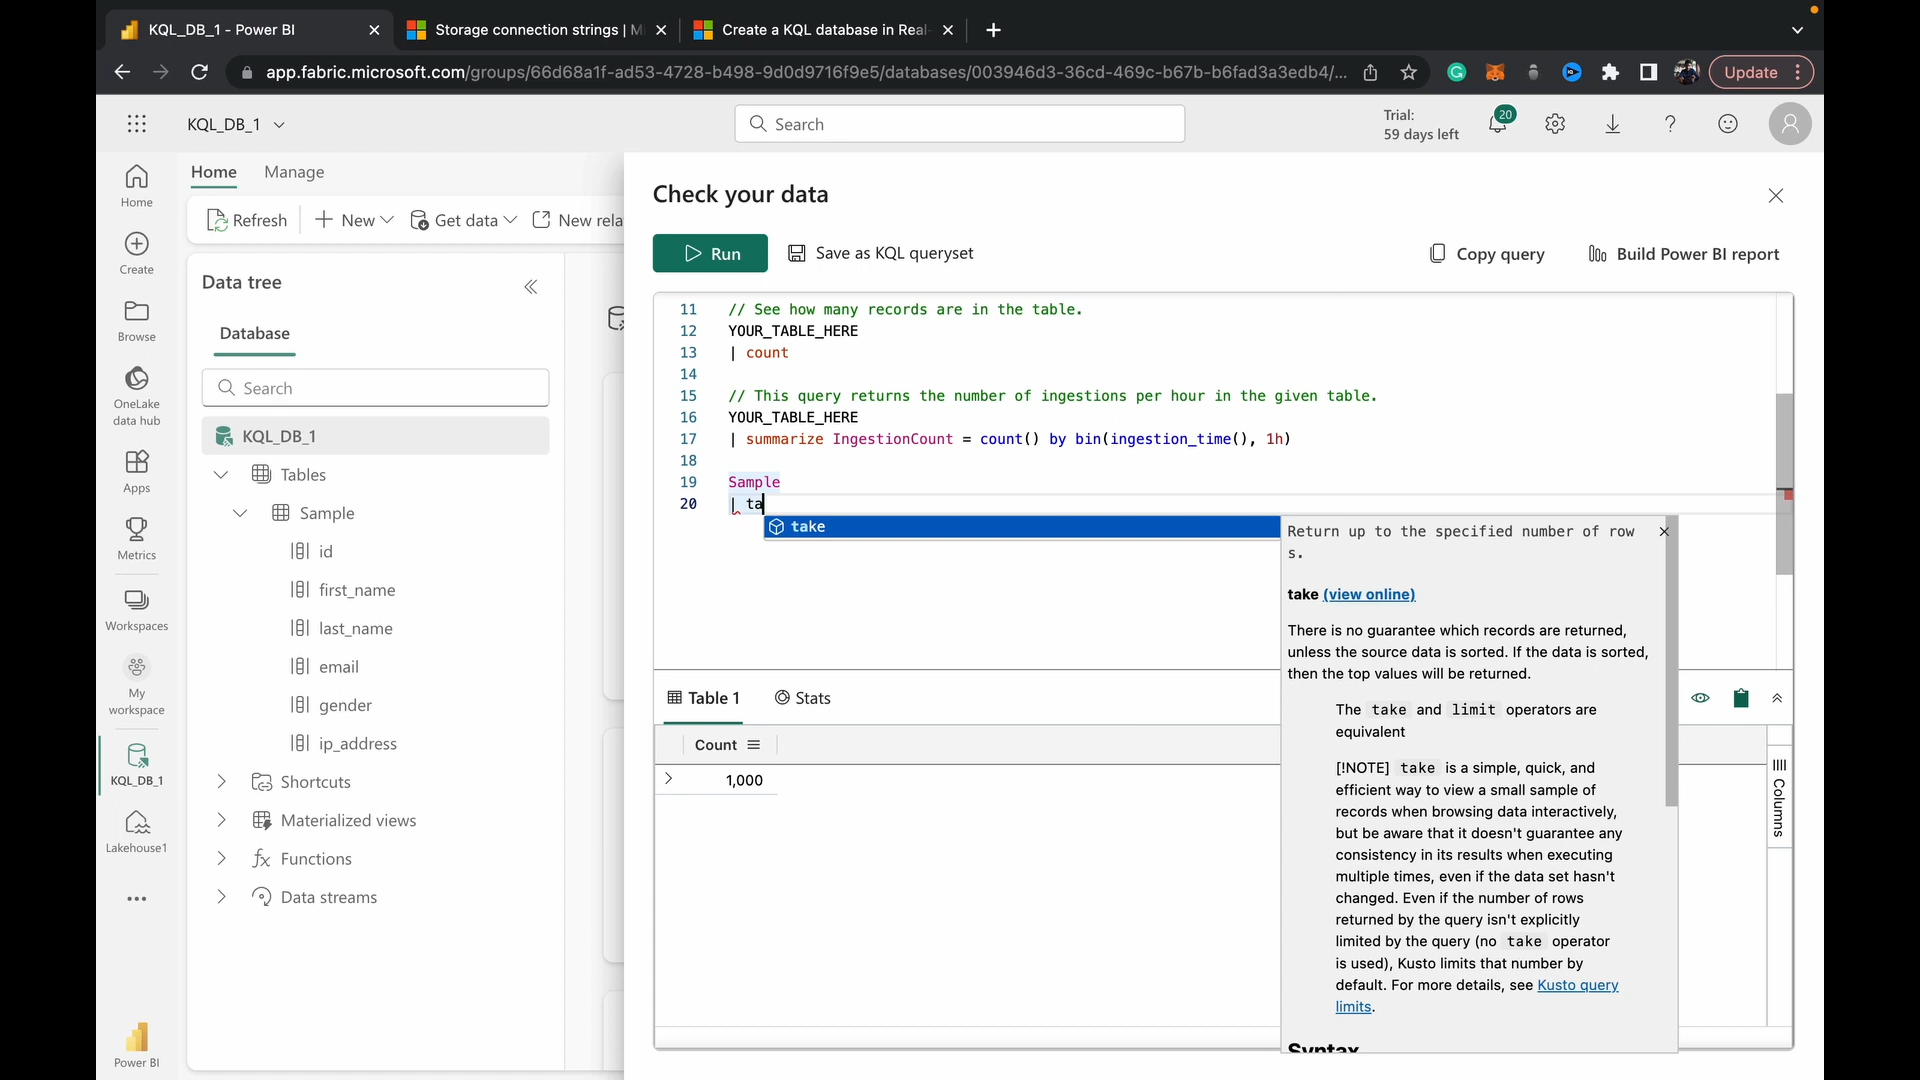 KQL_DB_1 - Power BI
Storage connection strings | M
Create a KQL database in Real-
app.fabric.microsoft.com/groups/66d68a1f-ad53-4728-b498-9d0d9716f9e5/databases/003946d3-36cd-469c-b67b-b6fad3a3edb4/...
Update
KQL_DB_1
Search
Trial:
59 days left
20
Home
Create
Browse
OneLake
data hub
Apps
Metrics
Workspaces
My
workspace
KQL_DB_1
Lakehouse1
Power BI
Home
Manage
Refresh
New
Get data
New rela
Data tree
Database
Search
KQL_DB_1
Tables
Sample
id
first_name
last_name
email
gender
ip_address
Shortcuts
Materialized views
Functions
Data streams
Check your data
Run
Save as KQL queryset
Copy query
Build Power BI report
11 // See how many records are in the table.
12 YOUR_TABLE_HERE
13 | count
14
15 // This query returns the number of ingestions per hour in the given table.
16 YOUR_TABLE_HERE
17 | summarize IngestionCount = count() by bin(ingestion_time(), 1h)
18
19 Sample
20 | ta
take
Return up to the specified number of row
s.
take (view online)
There is no guarantee which records are returned,
unless the source data is sorted. If the data is sorted,
then the top values will be returned.
The take and limit operators are
equivalent
[!NOTE] take is a simple, quick, and
efficient way to view a small sample of
records when browsing data interactively,
but be aware that it doesn't guarantee any
consistency in its results when executing
multiple times, even if the data set hasn't
changed. Even if the number of rows
returned by the query isn't explicitly
limited by the query (no take operator
is used), Kusto limits that number by
default. For more details, see Kusto query
limits.
Syntax
Table 1
Stats
Count
1,000
Columns